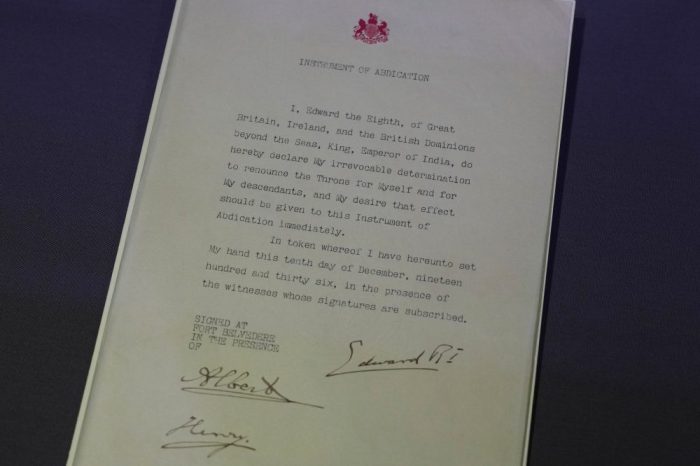 INSTRUMENT OF ABDICATION
I, Edward the Eighth, of Great
Britain, Ireland, and the British Dominions
beyond the Seas, King, Emperor of India, do
hereby declare My irrevocable determination
to renounce the Throne for Myself and for
My descendants, and My desire that effect
should be given to this Instrument of
Abdication immediately.
In token whereof I have hereunto set
My hand this tenth day of December, nineteen
hundred and thirty six, in the presence of
the witnesses whose signatures are subscribed.
SIGNED AT
FORT BELVEDERE
IN THE PRESENCE
OF
Edward RI
Albert
Henry.